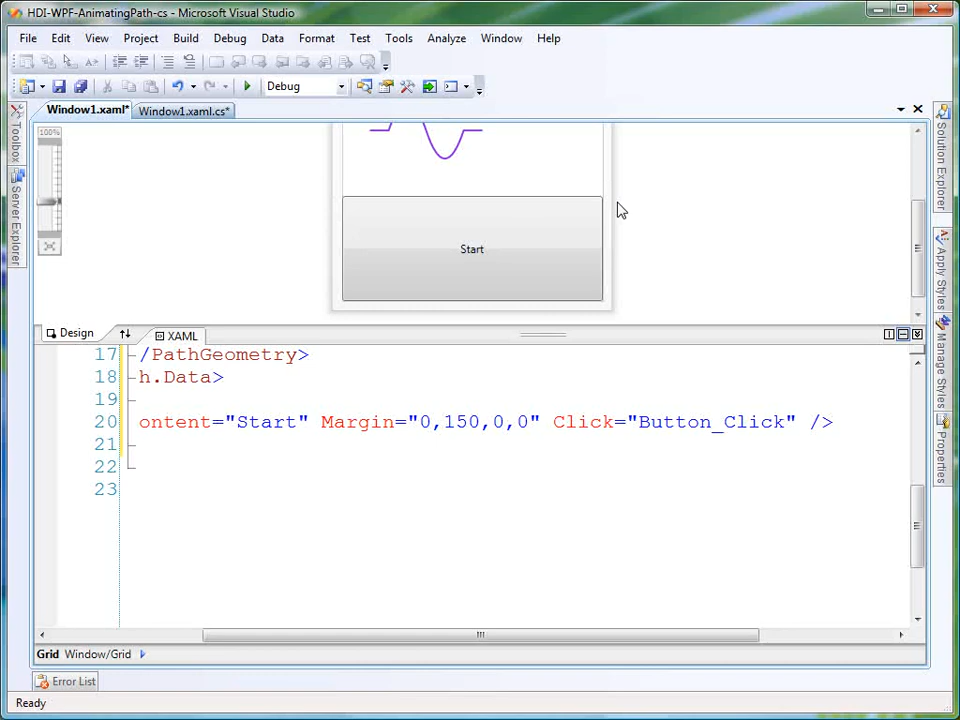 HDI-WPF-AnimatingPath-cs - Microsoft Visual Studio
File Edit View Project Build Debug Data Format Test Tools Analyze Window Help
Debug
Window1.xaml* Window1.xaml.cs*
Toolbox
Server Explorer
100%
Start
Solution Explorer
Apply Styles
Manage Styles
Properties
Design XAML
17 /PathGeometry>
18 h.Data>
19
20 ontent="Start" Margin="0,150,0,0" Click="Button_Click" />
21
22
23
Grid Window/Grid
Error List
Ready